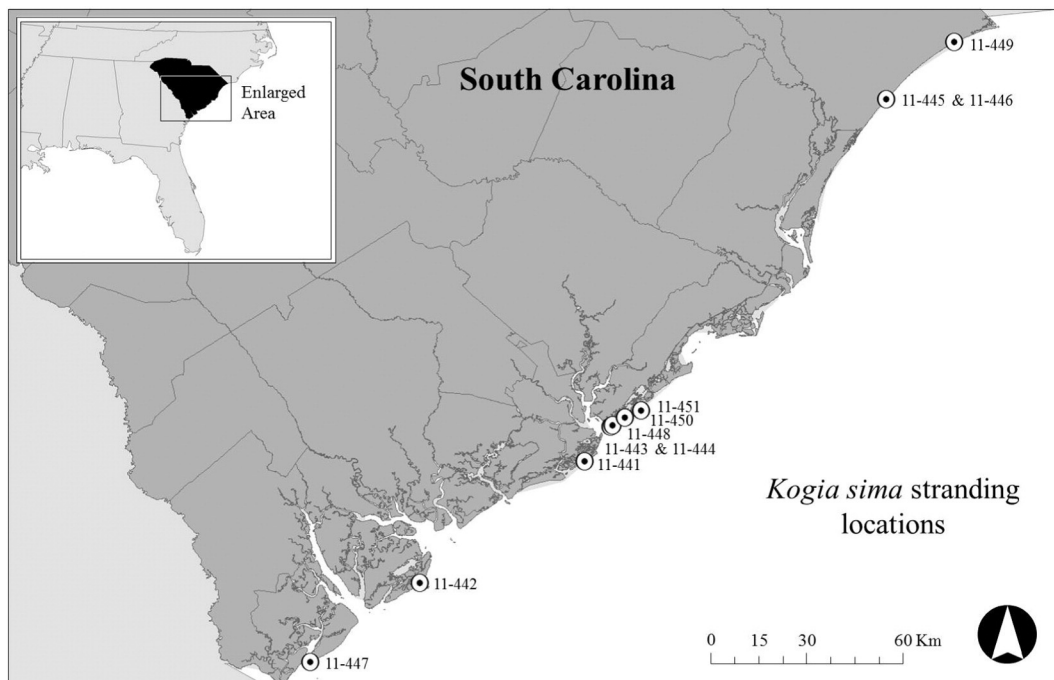 South Carolina
Enlarged
Area
11-449
11-445 & 11-446
11-451
11-450
11-448
11-443 & 11-444
11-441
Kogia sima stranding
locations
11-442
0 15 30 60 Km
11-447